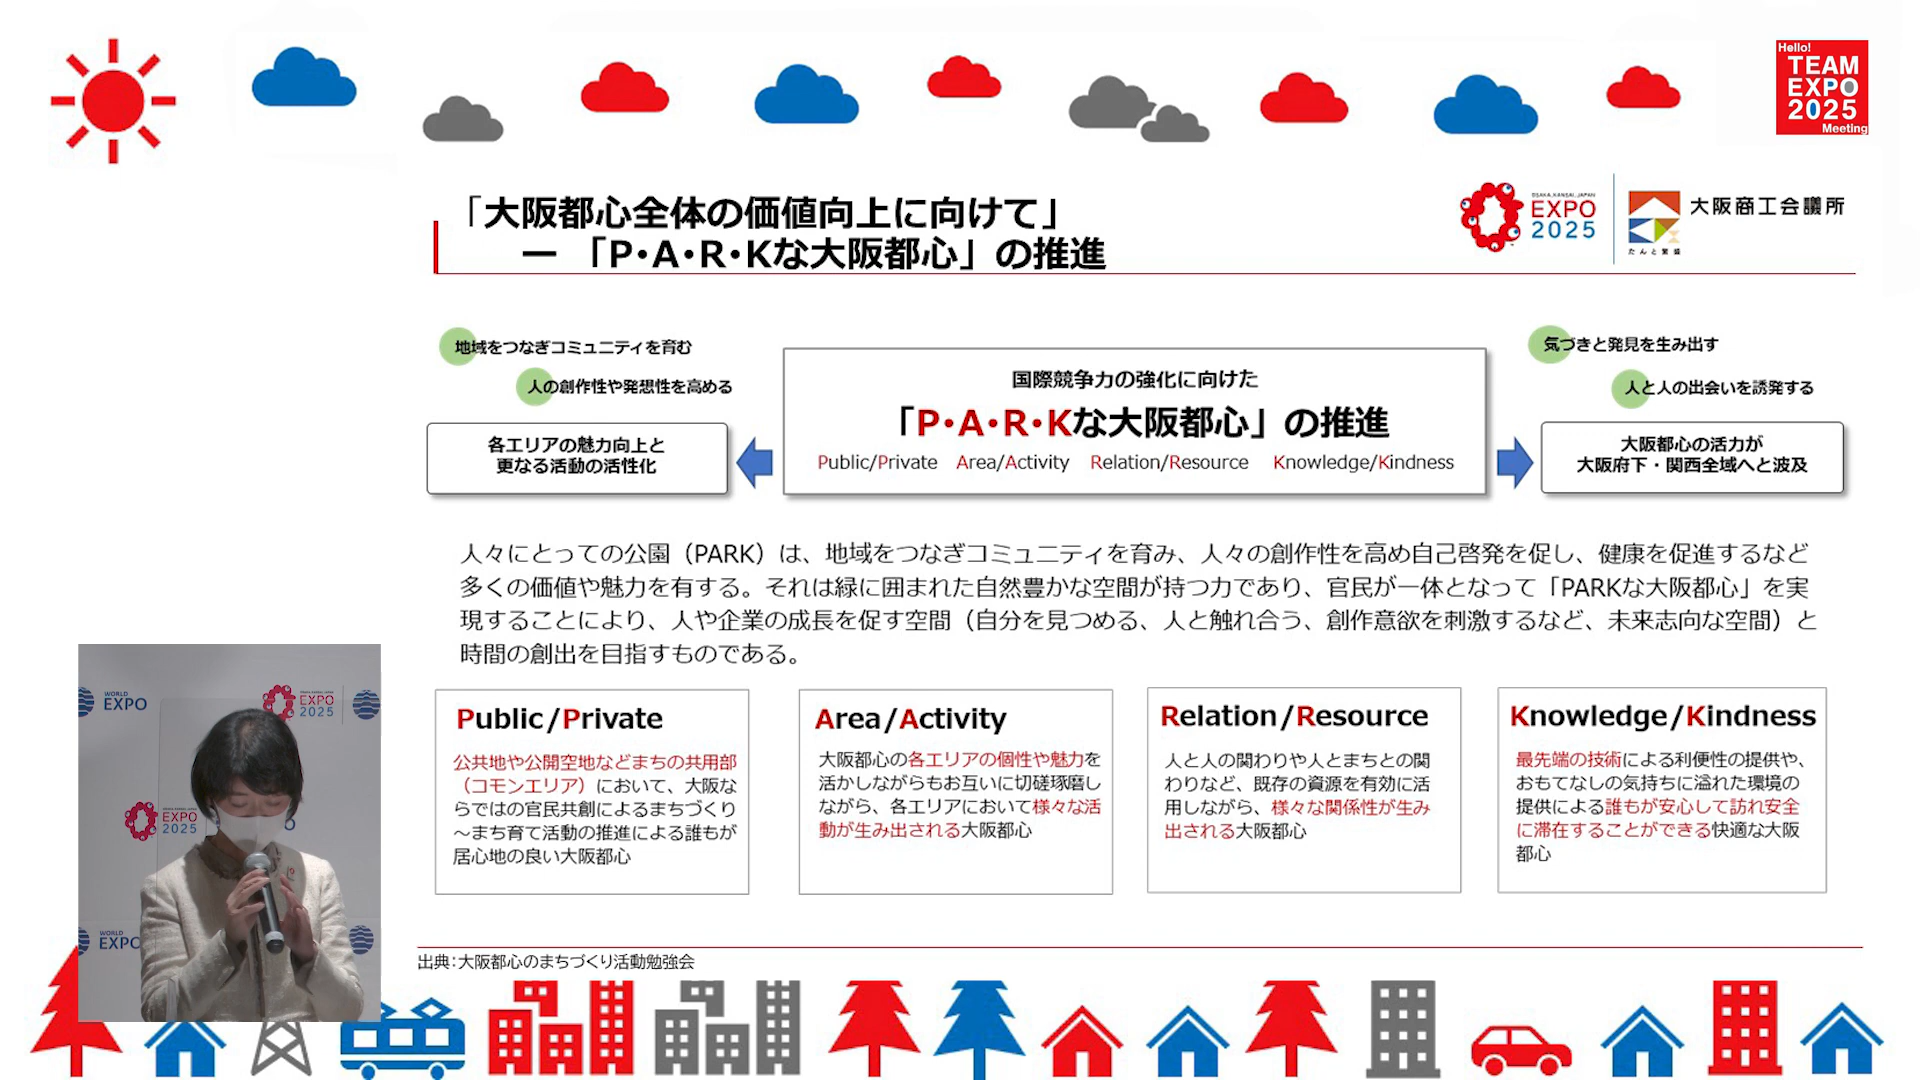 Hello!
TEAM
EXPO
2025
Meeting
「大阪都心全体の価値向上に向けて」
ー 「P・A・R・Kな大阪都心」の推進
OSAKA, KANSAI, JAPAN
EXPO
2025
大阪商工会議所
たんと繁盛
地域をつなぎコミュニティを育む
人の創作性や発想性を高める
各エリアの魅力向上と
更なる活動の活性化
国際競争力の強化に向けた
「P・A・R・Kな大阪都心」の推進
Public/Private Area/Activity Relation/Resource Knowledge/Kindness
気づきと発見を生み出す
人と人の出会いを誘発する
大阪都心の活力が
大阪府下・関西全域へと波及
人々にとっての公園（PARK）は、地域をつなぎコミュニティを育み、人々の創作性を高め自己啓発を促し、健康を促進するなど
多くの価値や魅力を有する。それは緑に囲まれた自然豊かな空間が持つ力であり、官民が一体となって「PARKな大阪都心」を実
現することにより、人や企業の成長を促す空間（自分を見つめる、人と触れ合う、創作意欲を刺激するなど、未来志向な空間）と
時間の創出を目指すものである。
Public/Private
公共地や公開空地などまちの共用部
（コモンエリア）において、大阪な
らではの官民共創によるまちづくり
～まち育て活動の推進による誰もが
居心地の良い大阪都心
Area/Activity
大阪都心の各エリアの個性や魅力を
活かしながらもお互いに切磋琢磨し
ながら、各エリアにおいて様々な活
動が生み出される大阪都心
Relation/Resource
人と人の関わりや人とまちとの関
わりなど、既存の資源を有効に活
用しながら、様々な関係性が生み
出される大阪都心
Knowledge/Kindness
最先端の技術による利便性の提供や、
おもてなしの気持ちに溢れた環境の
提供による誰もが安心して訪れ安全
に滞在することができる快適な大阪
都心
出典：大阪都心のまちづくり活動勉強会
WORLD
EXPO
EXPO
2025
EXPO
2025
WORLD
EXPO